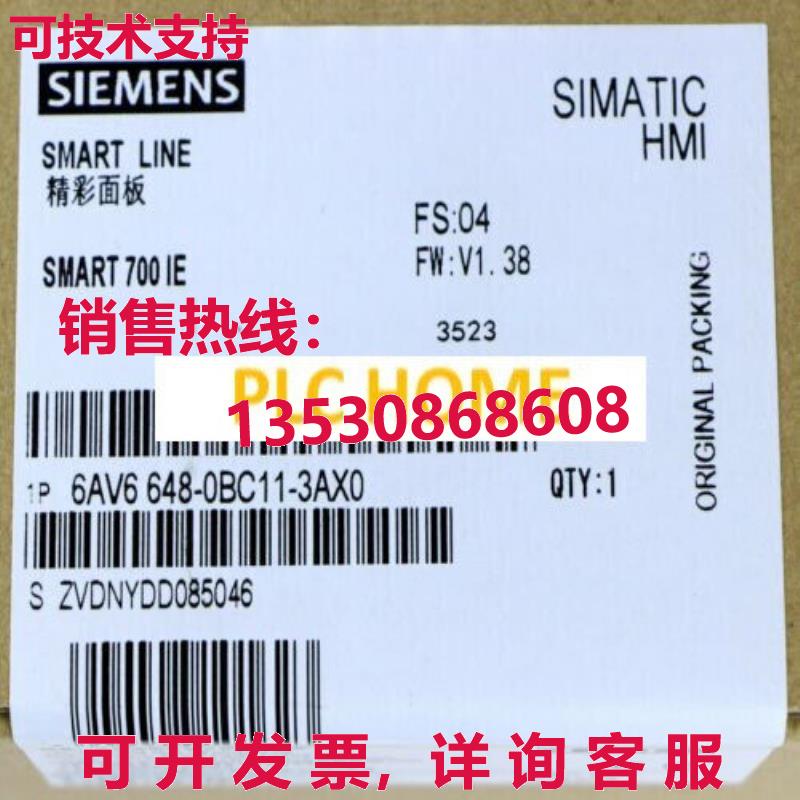 可技术支持
SIEMENS
SIMATIC
HMI
SMART LINE
精彩面板
FS:04
SMART 700 IE
FW:V1.38
销售热线：
3523
ORIGINAL PACKING
PLC HOME
13530868608
1P 6AV6 648-0BC11-3AX0
QTY:1
S ZVDNYDD085046
可开发票, 详询客服